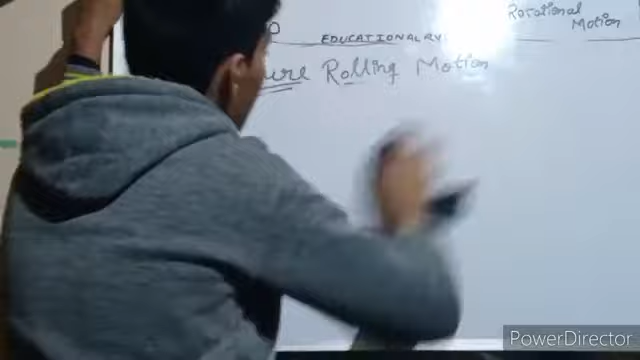 Rotational
Motion
EDUCATIONAL
Rolling Motion
PowerDirector